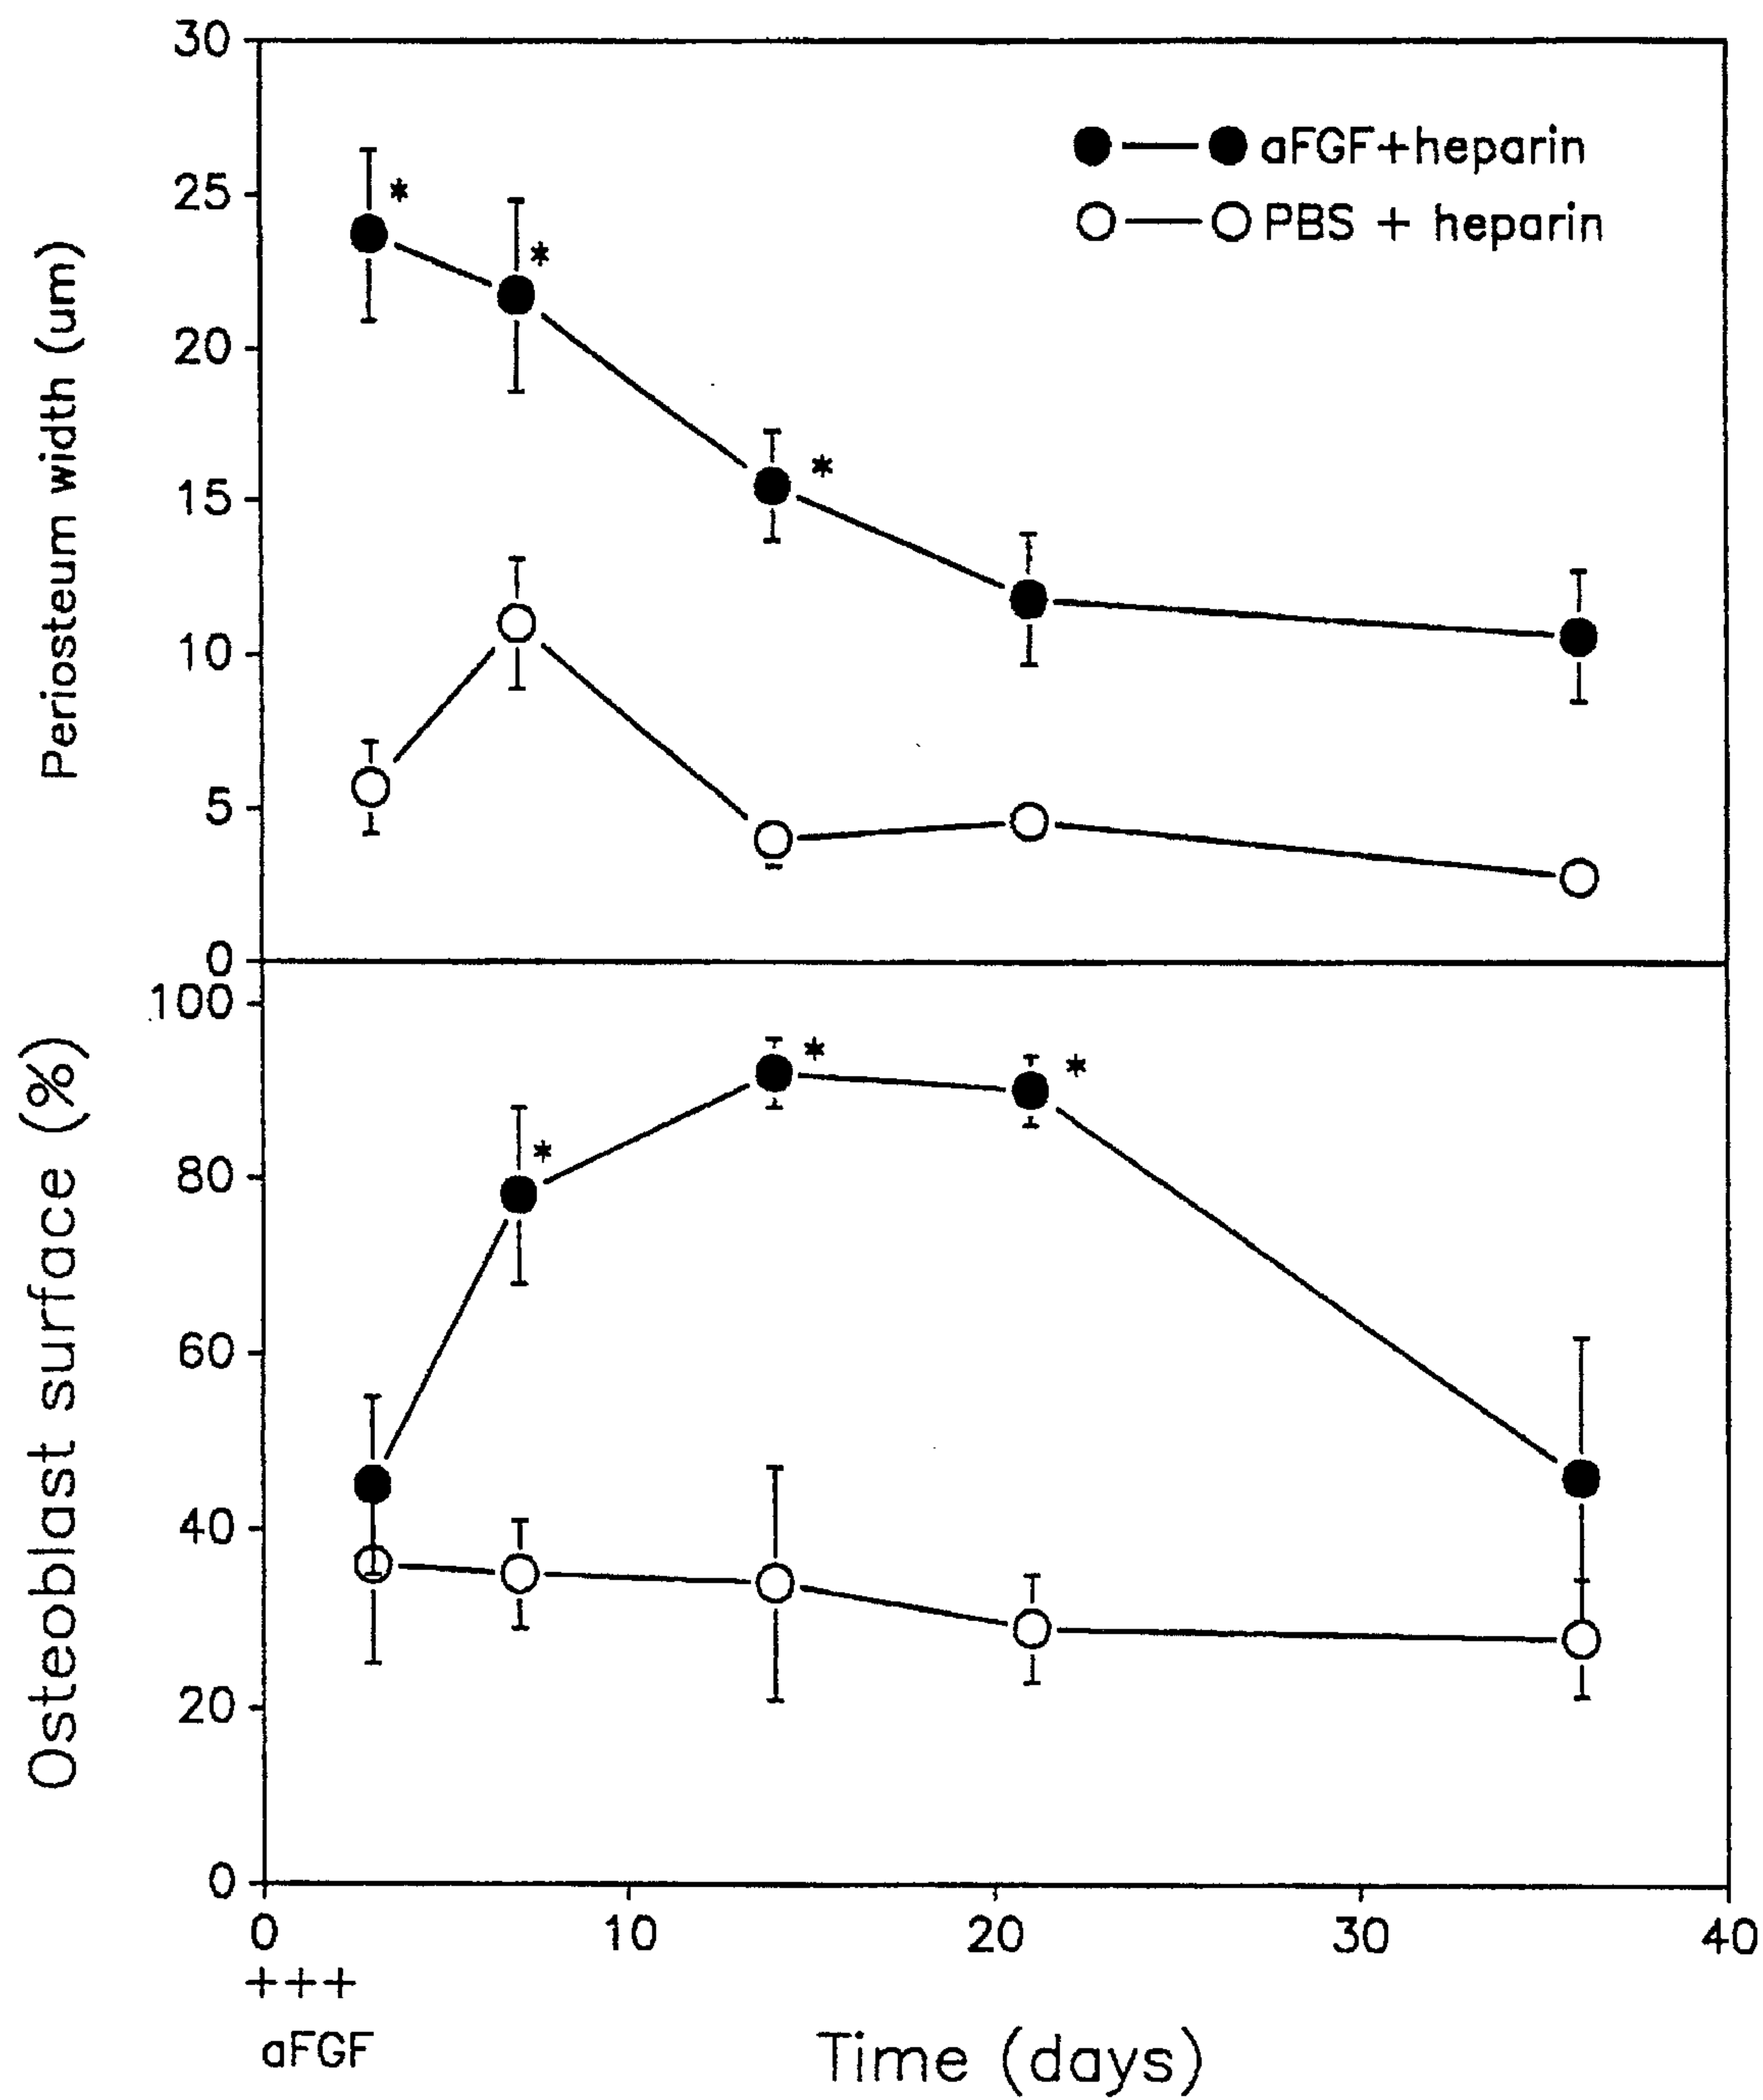 30
25
20
15
10
5
0
Periosteum width (um)
aFGF+heparin
PBS + heparin
*
*
*
100
80
60
40
20
0
Osteoblast surface (%)
*
*
*
0 10 20 30 40
+++
aFGF
Time (days)